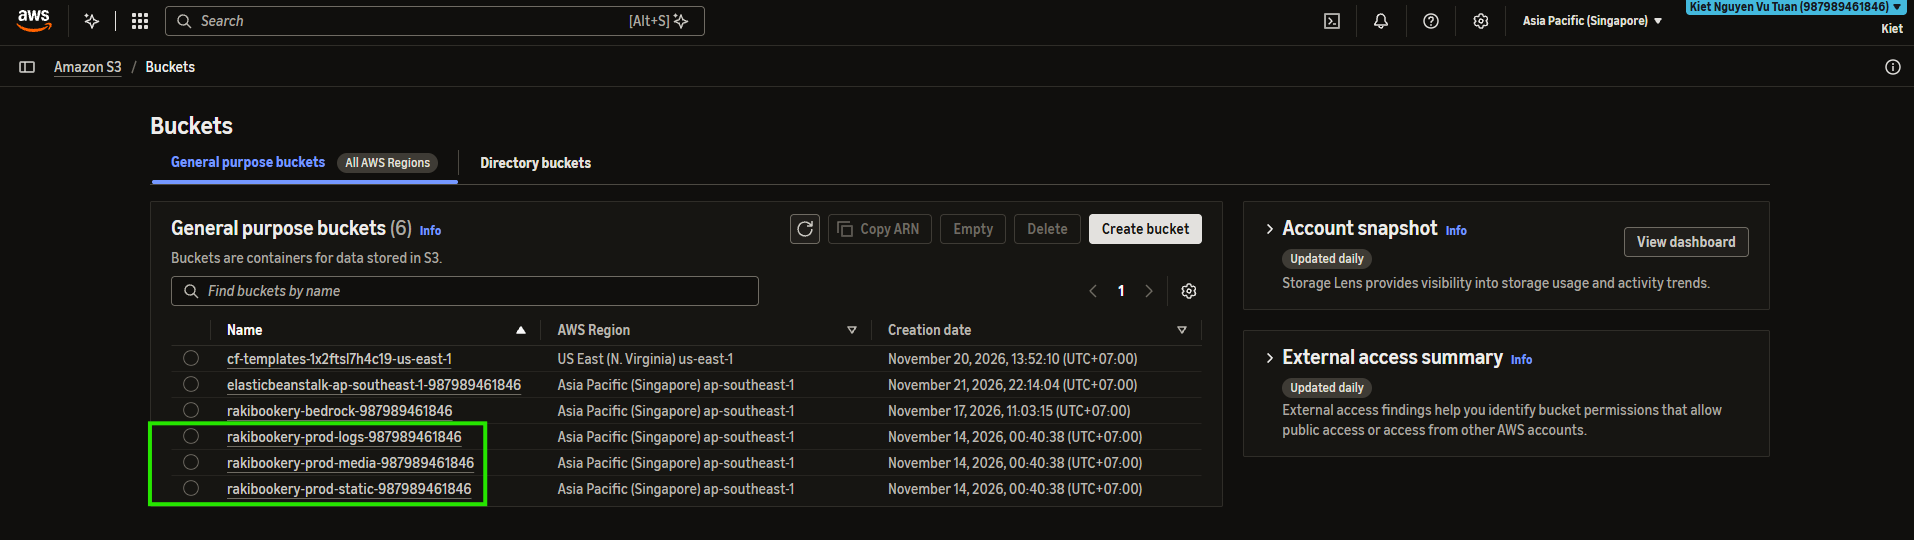 aws
Search [Alt+S]
Asia Pacific (Singapore)
Kiet Nguyen Vu Tuan (987989461846)
Kiet
Amazon S3 / Buckets
Buckets
General purpose buckets All AWS Regions Directory buckets
General purpose buckets (6) Info
Copy ARN Empty Delete Create bucket
Buckets are containers for data stored in S3.
Find buckets by name
1
Name AWS Region Creation date
cf-templates-1x2ftsl7h4c19-us-east-1 US East (N. Virginia) us-east-1 November 20, 2026, 13:52:10 (UTC+07:00)
elasticbeanstalk-ap-southeast-1-987989461846 Asia Pacific (Singapore) ap-southeast-1 November 21, 2026, 22:14:04 (UTC+07:00)
rakibookery-bedrock-987989461846 Asia Pacific (Singapore) ap-southeast-1 November 17, 2026, 11:03:15 (UTC+07:00)
rakibookery-prod-logs-987989461846 Asia Pacific (Singapore) ap-southeast-1 November 14, 2026, 00:40:38 (UTC+07:00)
rakibookery-prod-media-987989461846 Asia Pacific (Singapore) ap-southeast-1 November 14, 2026, 00:40:38 (UTC+07:00)
rakibookery-prod-static-987989461846 Asia Pacific (Singapore) ap-southeast-1 November 14, 2026, 00:40:38 (UTC+07:00)
Account snapshot Info
View dashboard
Updated daily
Storage Lens provides visibility into storage usage and activity trends.
External access summary Info
Updated daily
External access findings help you identify bucket permissions that allow
public access or access from other AWS accounts.